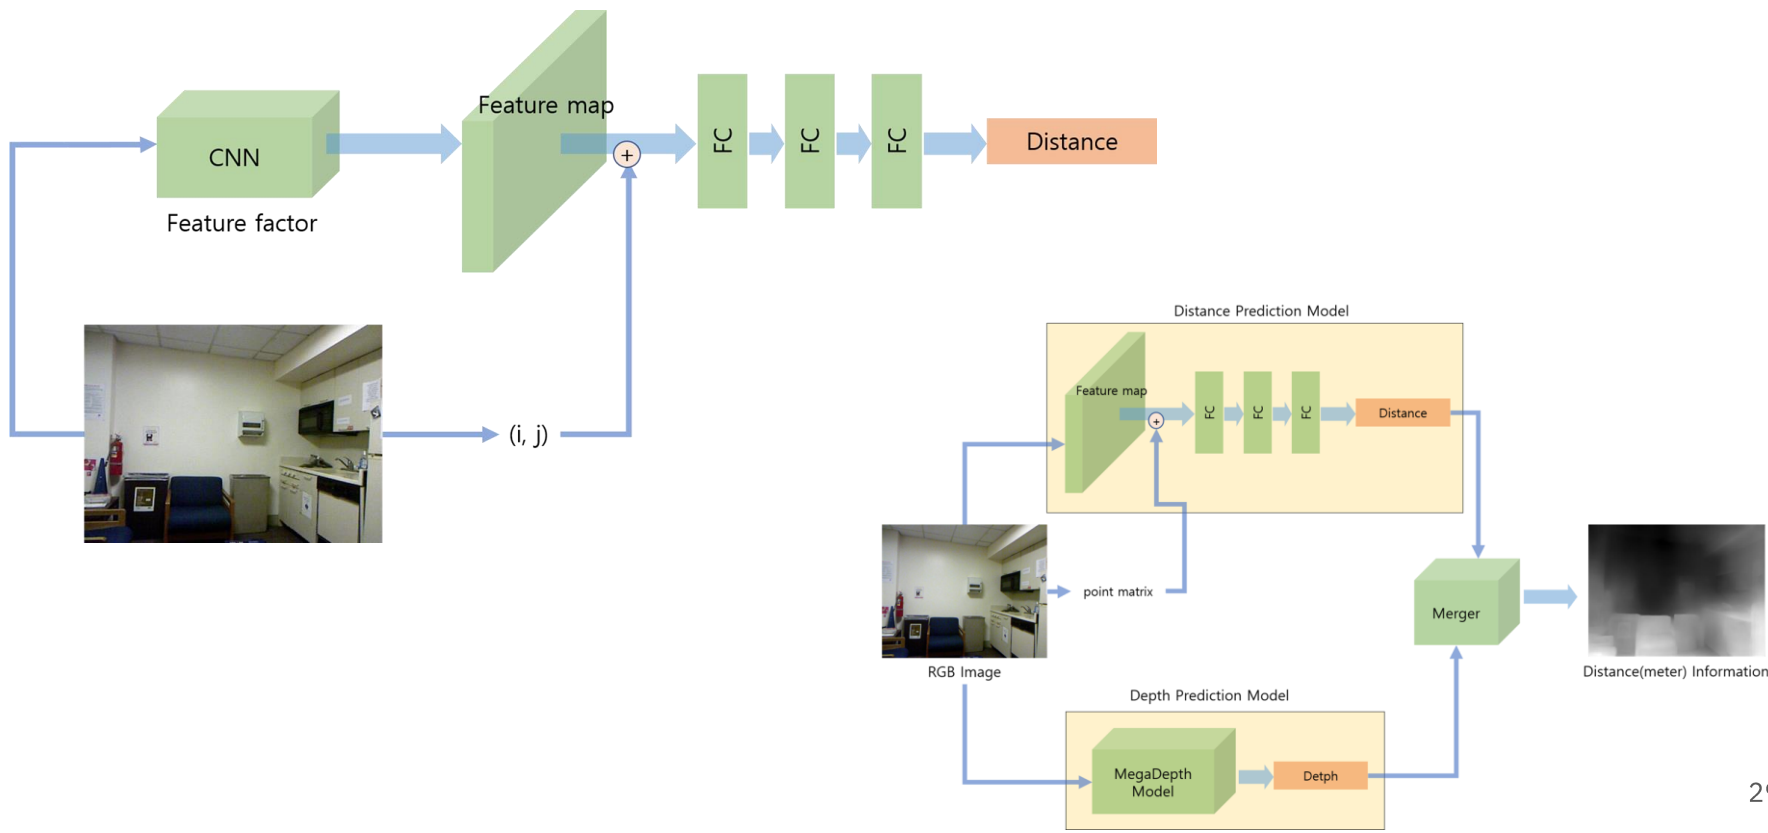 Feature map
CNN
Feature factor
+
FC
FC
FC
Distance
(i, j)
Distance Prediction Model
Feature map
+
FC
FC
FC
Distance
point matrix
RGB Image
Merger
Distance(meter) Information
Depth Prediction Model
MegaDepth
Model
Detph